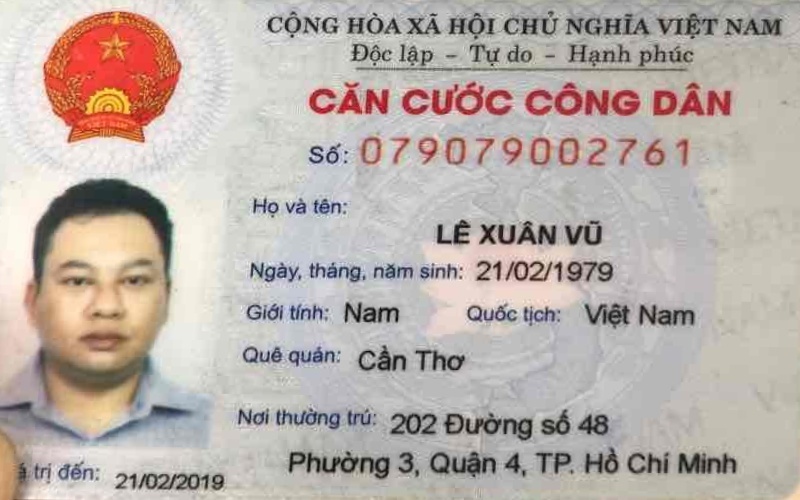 CỘNG HÒA XÃ HỘI CHỦ NGHĨA VIỆT NAM
Độc lập - Tự do - Hạnh phúc
CĂN CƯỚC CÔNG DÂN
Số: 079079002761
Họ và tên:
LÊ XUÂN VŨ
Ngày, tháng, năm sinh: 21/02/1979
Giới tính: Nam Quốc tịch: Việt Nam
Quê quán: Cần Thơ
Nơi thường trú: 202 Đường số 48
Phường 3, Quận 4, TP. Hồ Chí Minh
trị đến: 21/02/2019
VIỆT NAM